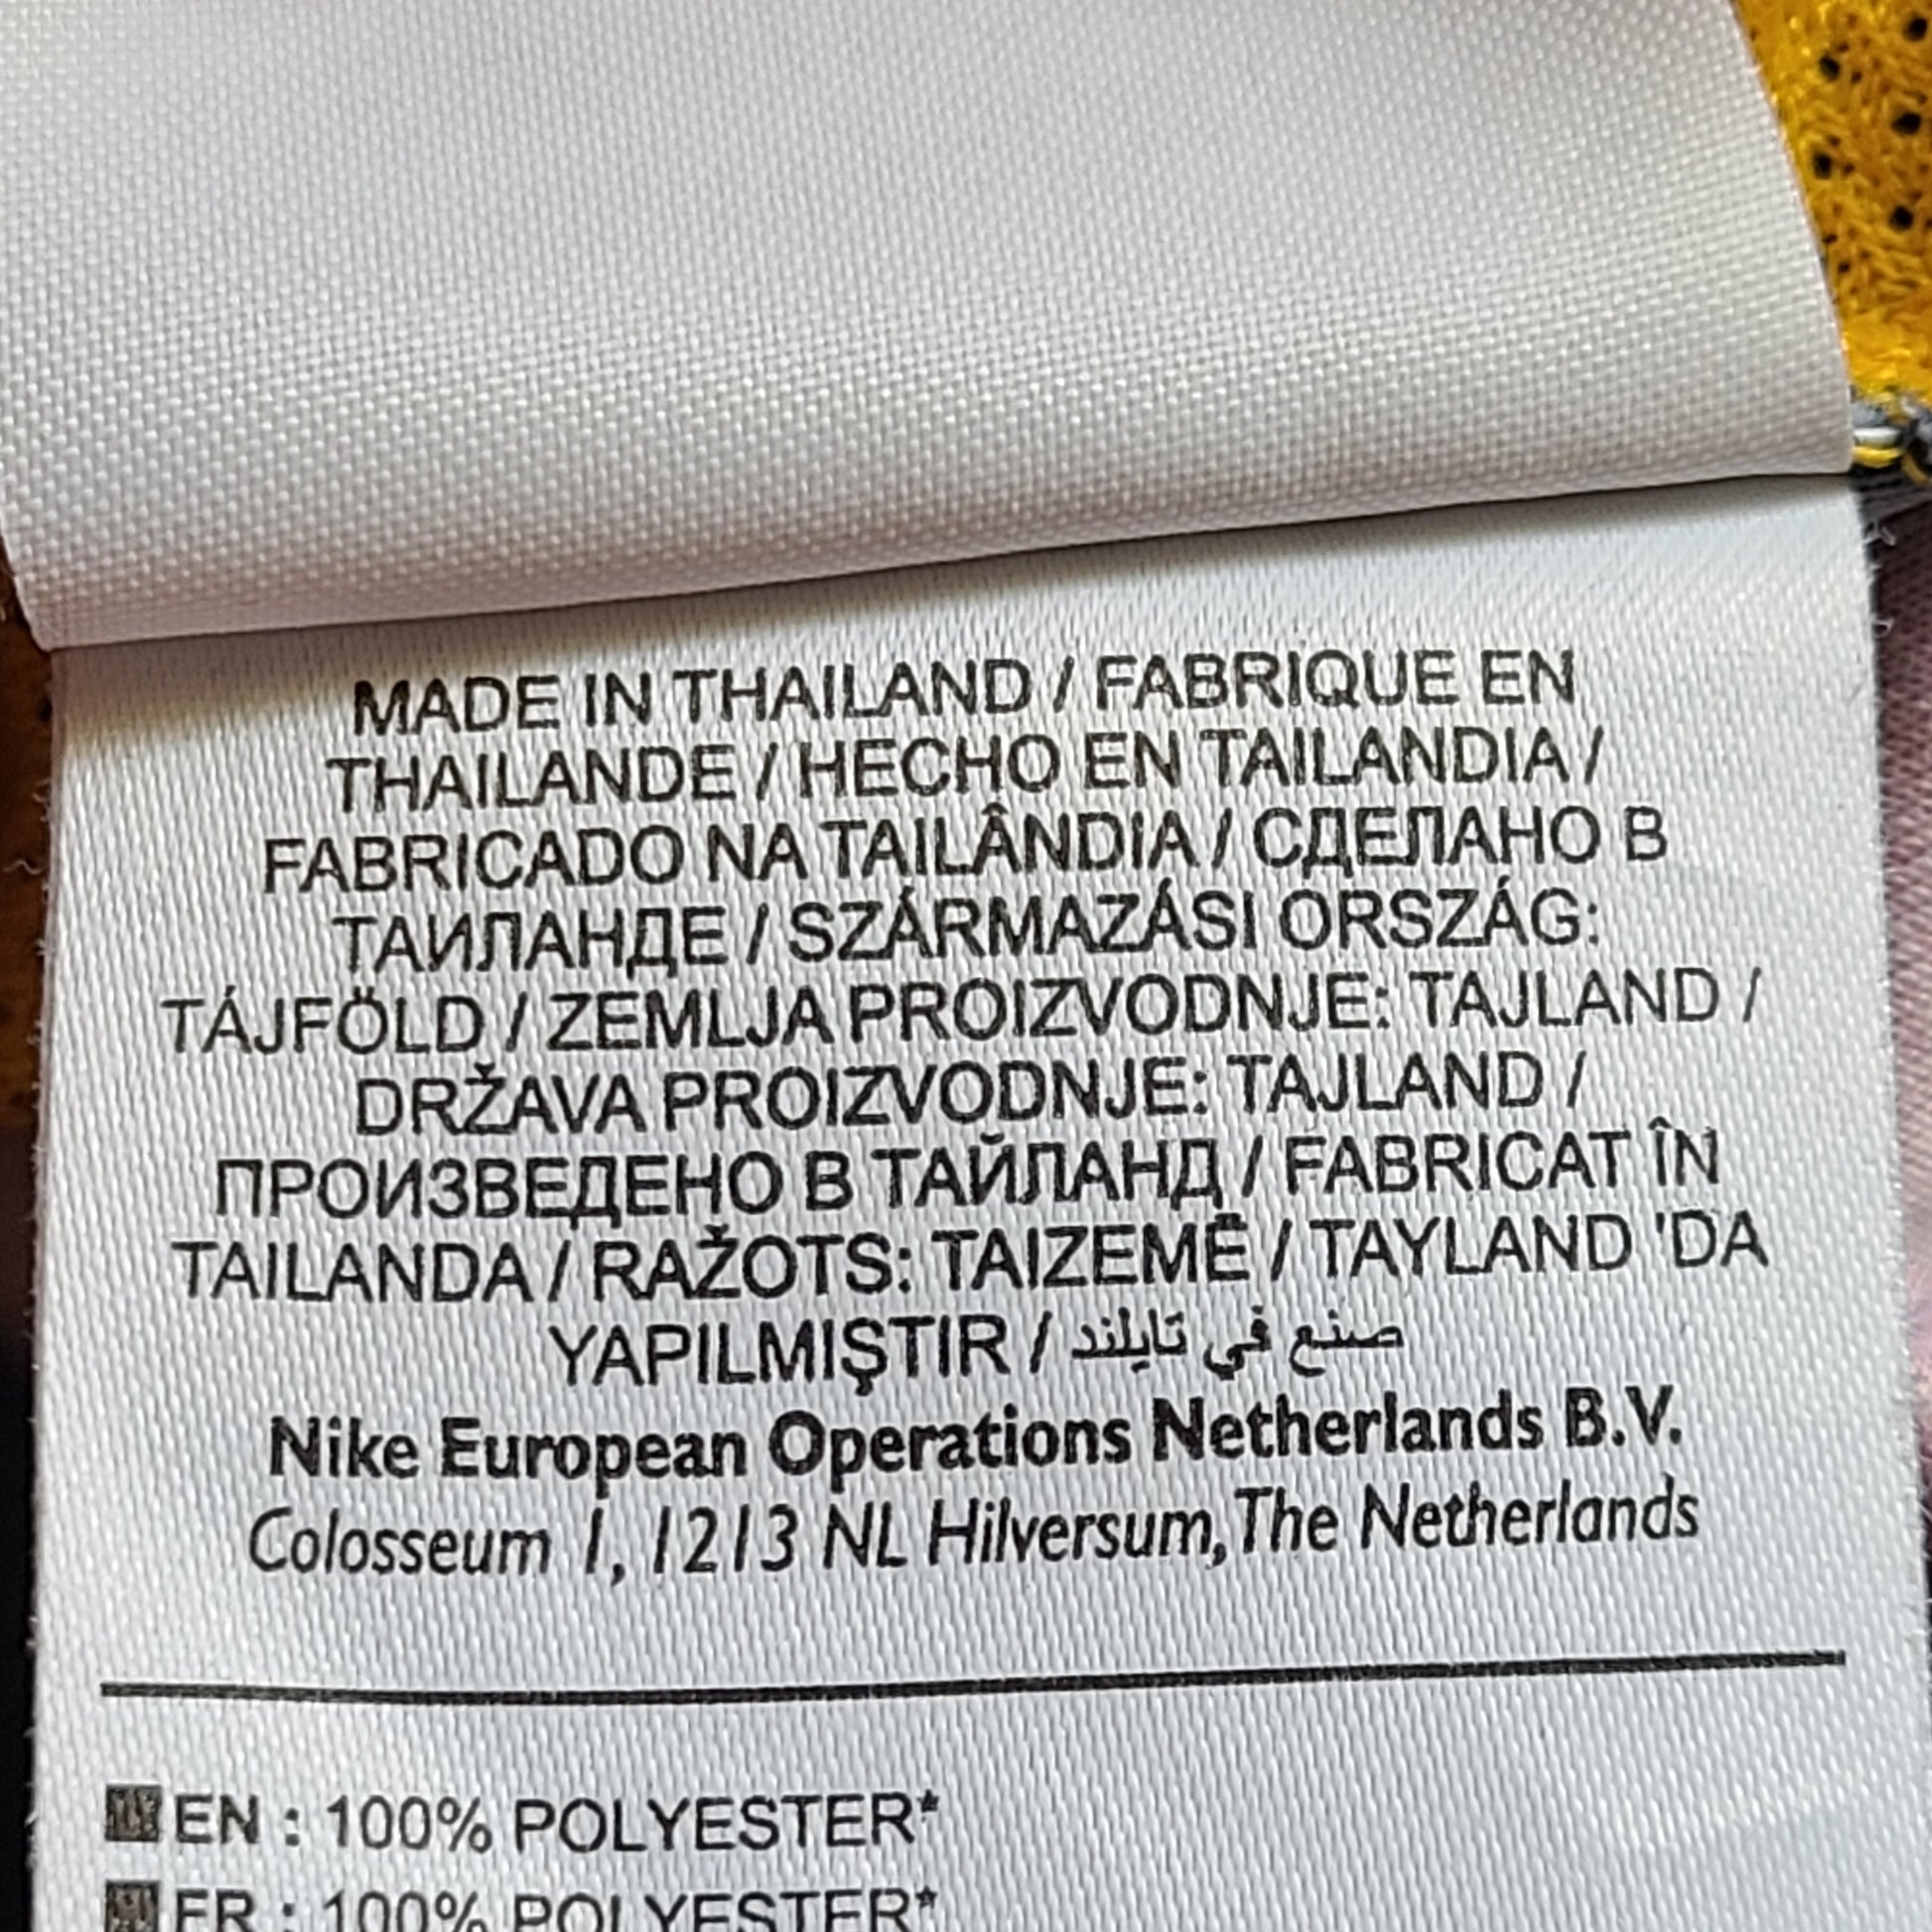 MADE IN THAILAND / FABRIQUE EN
THAILANDE / HECHO EN TAILANDIA /
FABRICADO NA TAILÂNDIA / СДЕЛАНО В
ТАИЛАНДЕ / SZÁRMAZÁSI ORSZÁG:
TÁJFÖLD / ZEMLJA PROIZVODNJE: TAJLAND /
DRŽAVA PROIZVODNJE: TAJLAND /
ПРОИЗВЕДЕНО В ТАЙЛАНД / FABRICAT ÎN
TAILANDA / RAŽOTS: TAIZEMĒ / TAYLAND 'DA
YAPILMIŞTIR / صنع في تايلند
Nike European Operations Netherlands B.V.
Colosseum 1, 1213 NL Hilversum, The Netherlands
EN : 100% POLYESTER*
FR : 100% POLYESTER*